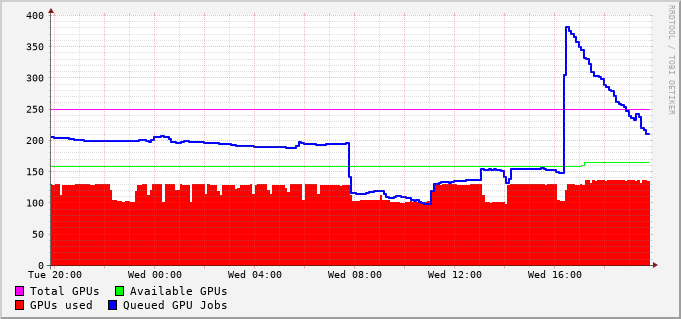 400
350
300
250
200
150
100
50
0
Tue 20:00 Wed 00:00 Wed 04:00 Wed 08:00 Wed 12:00 Wed 16:00
Total GPUs Available GPUs
GPUs used Queued GPU Jobs
RRDTOOL / TOBI OETIKER